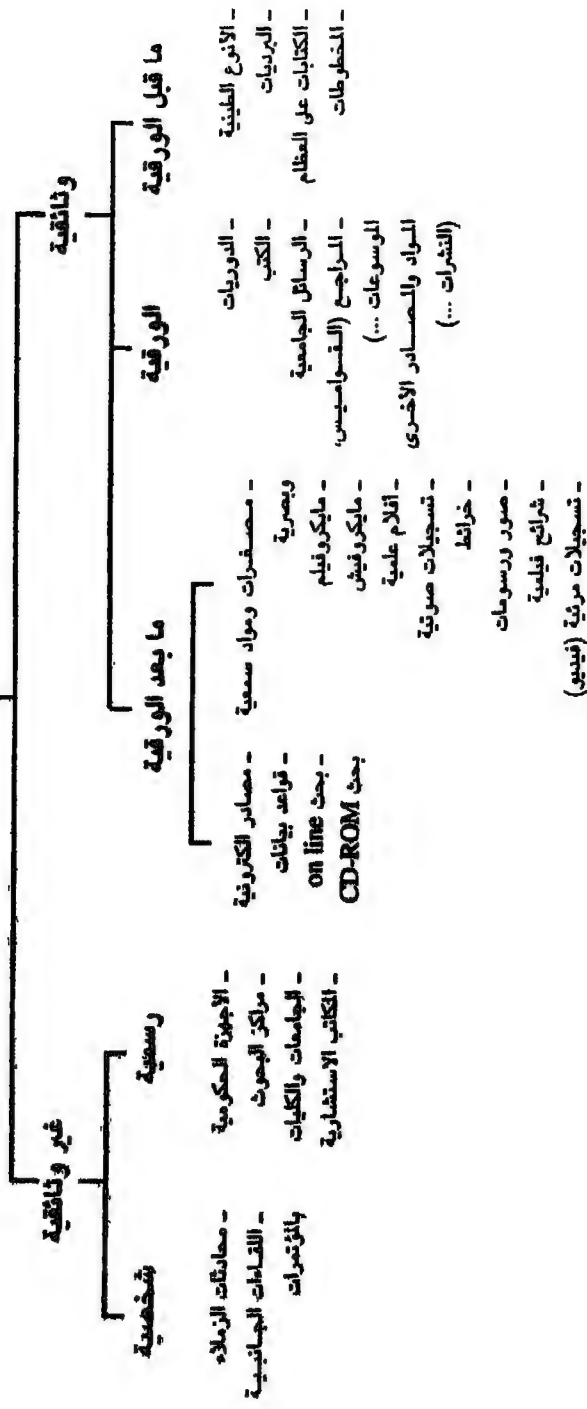 وثائقية
غير وثائقية
ما قبل الورقية
- الأنوع الطينية
- البرديات
- الكتابات على العظام
- المخطوطات
الورقية
- الدوريات
- الكتب
- الرسائل الجامعية
- المراجع (القواميس،
الموسوعات ...)
المواد والمصادر الأخرى
(النشرات ...)
ما بعد الورقية
- مصغرات ومواد سمعية
وبصرية
- مايكروفيلم
- مايكروفيش
- أفلام علمية
- تسجيلات صوتية
- خرائط
- صور ورسومات
- شرائح فيلمية
- تسجيلات مرئية (فيديو)
مصادر الكترونية
- قواعد بيانات
- بحث on line
بحث CD-ROM
رسمية
- الأجهزة الحكومية
- مراكز البحوث
- الجامعات والكليات
- المكاتب الاستشارية
شخصية
- محادثات الزملاء
- اللقاءات الجانبية
بالمؤتمرات